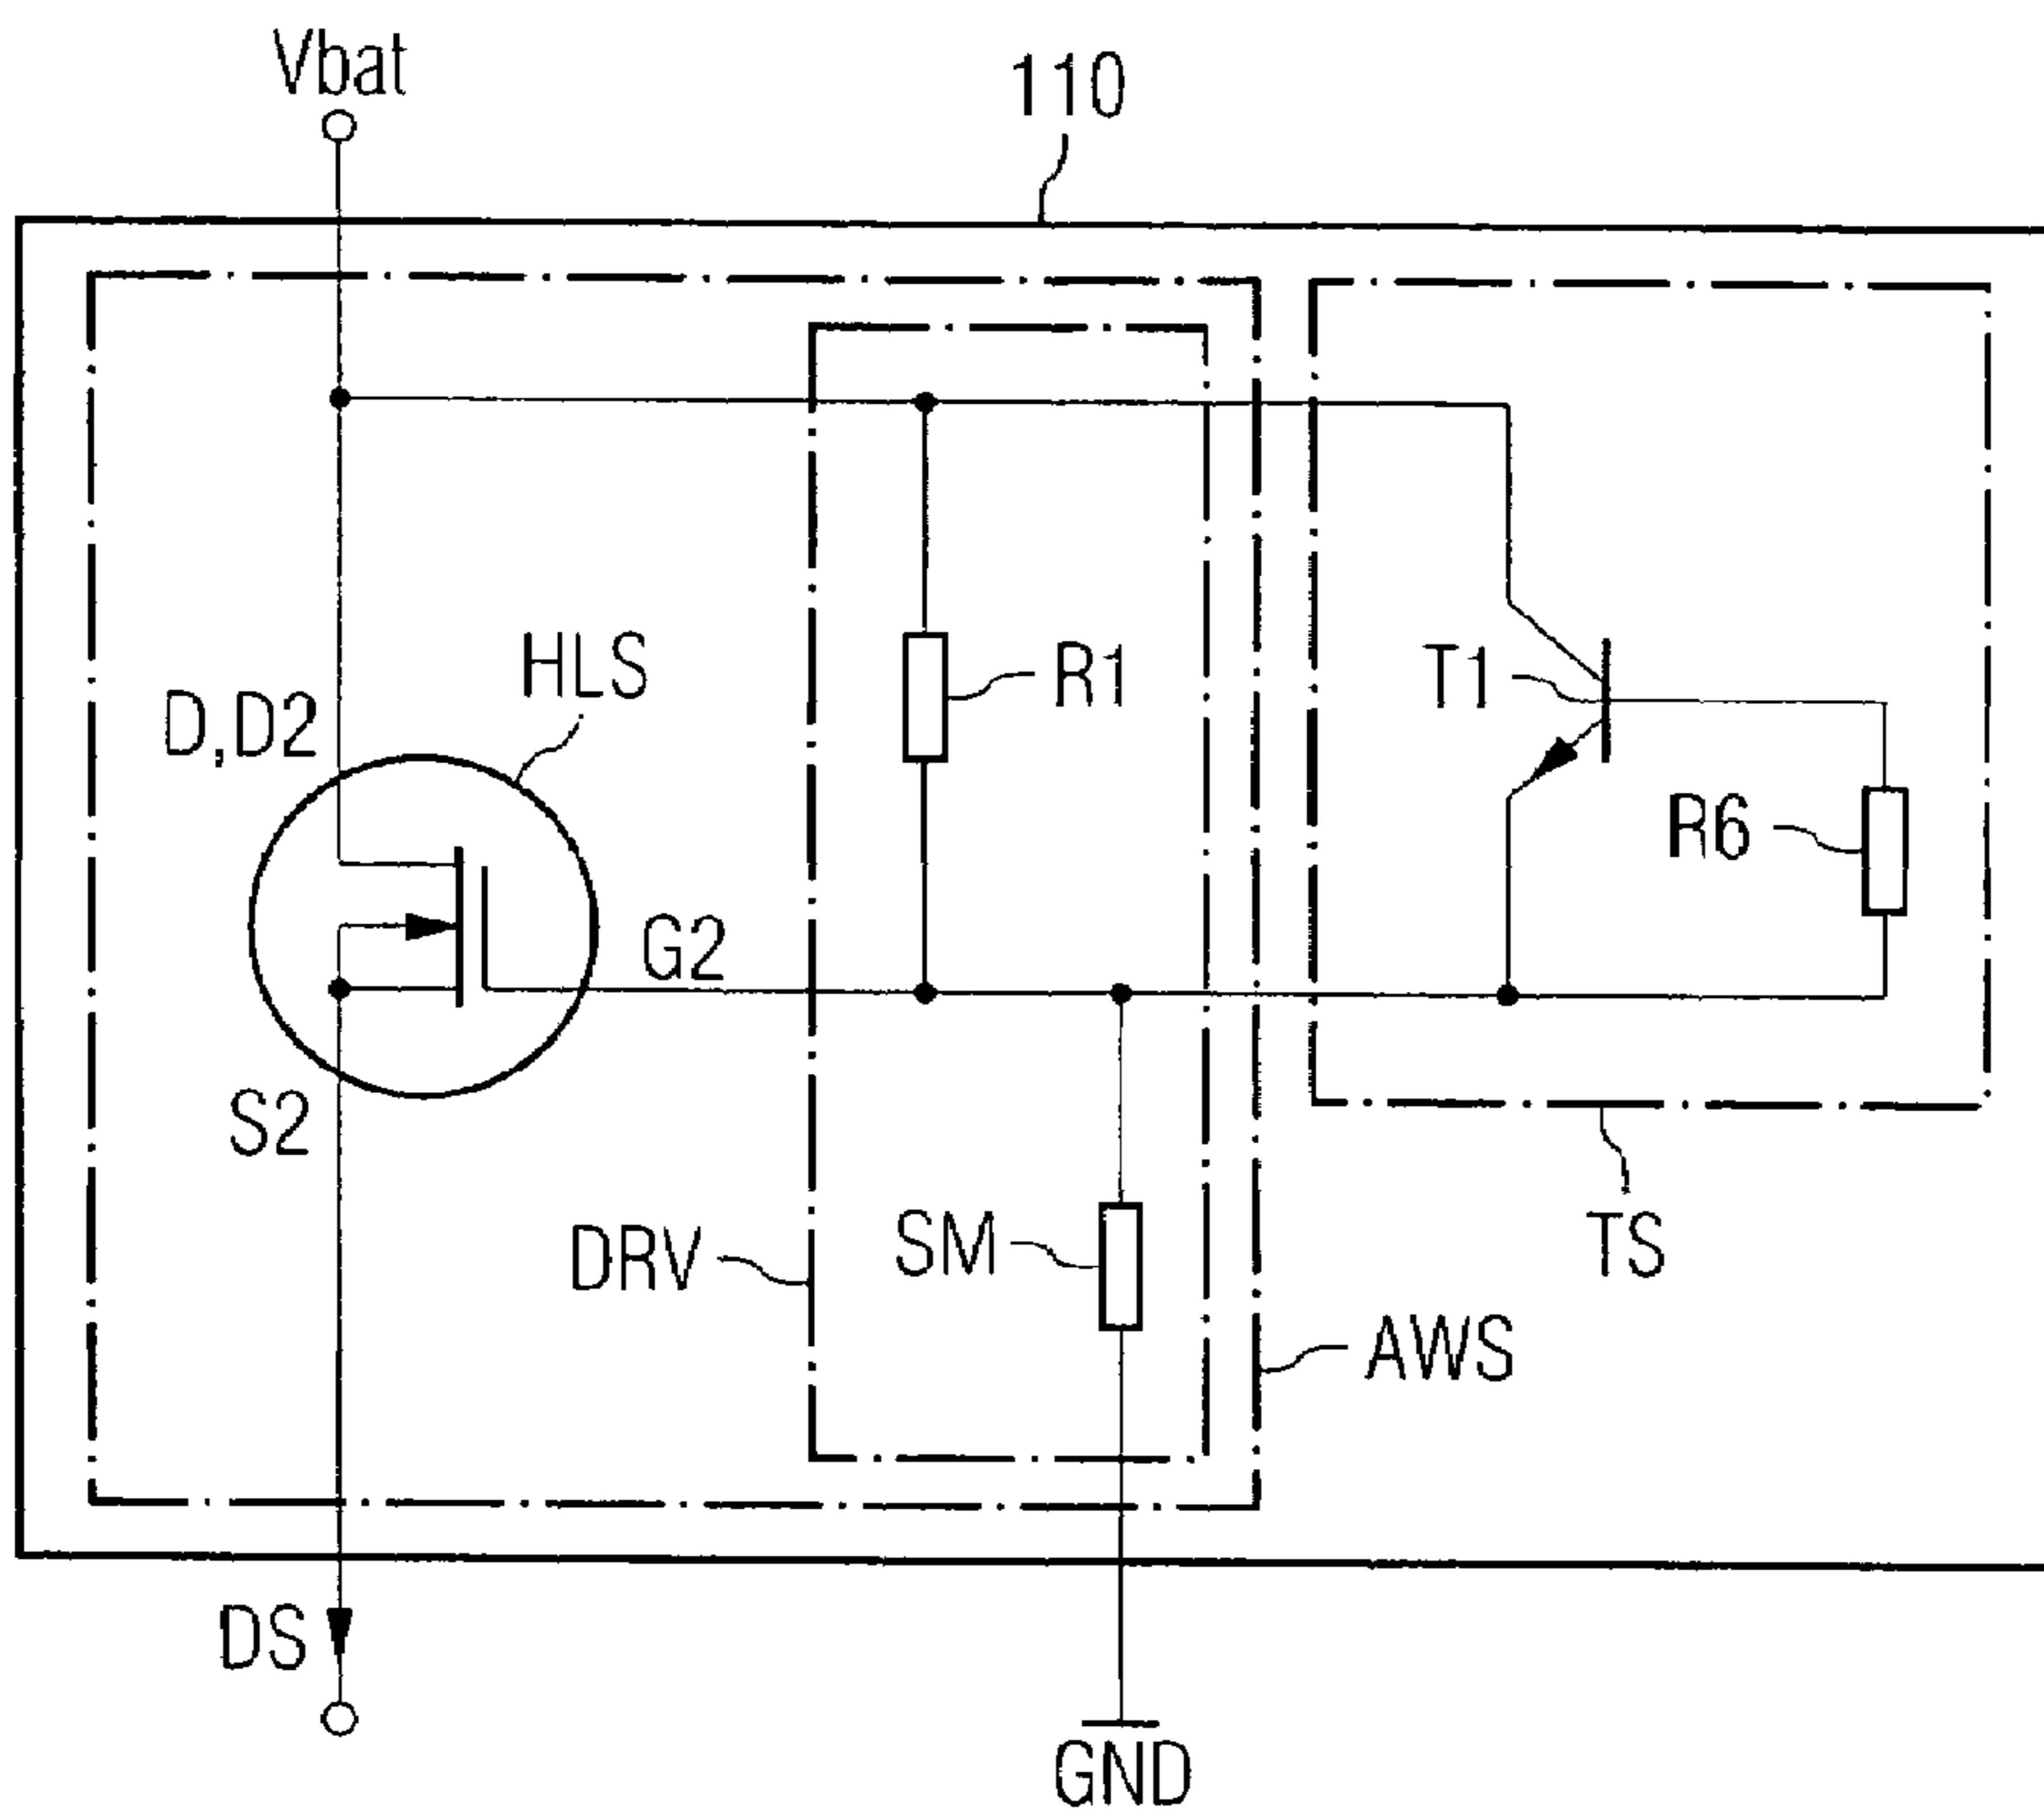 Vbat
110
HLS
D,D2
R1
T1
R6
G2
S2
DRV
SM
TS
AWS
DS
GND